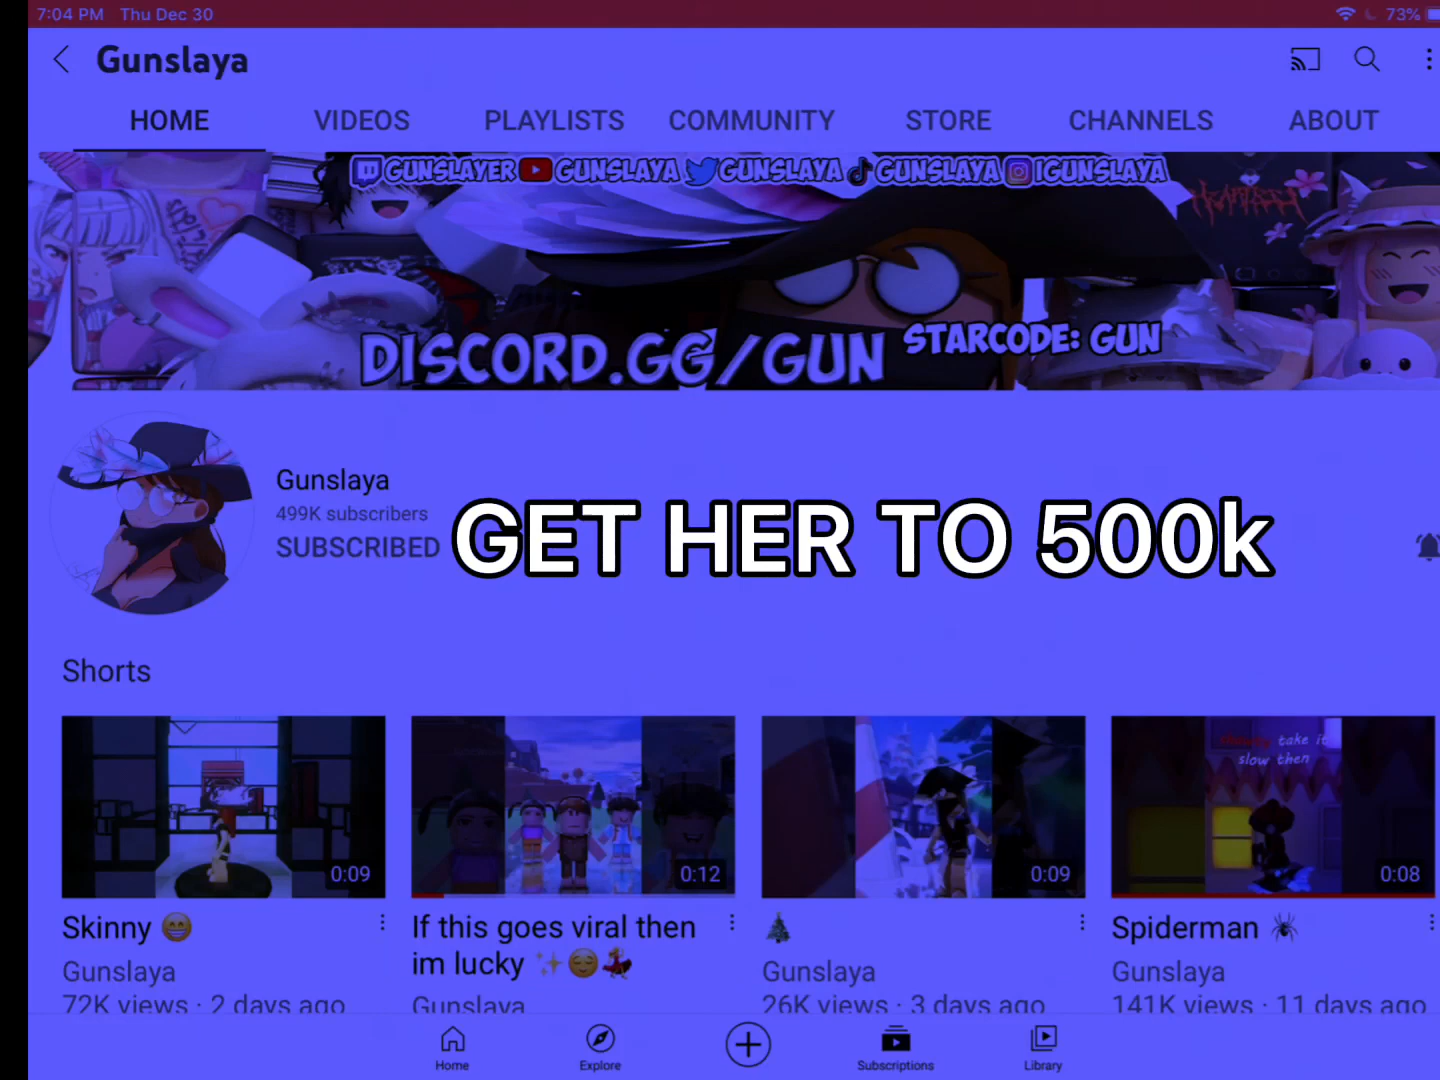 7:04 PM Thu Dec 30
73%
Gunslaya
HOME VIDEOS PLAYLISTS COMMUNITY STORE CHANNELS ABOUT
GUNSLAYER GUNSLAYA GUNSLAYA GUNSLAYA IGUNSLAYA
DISCORD.GG/GUN STARCODE: GUN
Gunslaya
499K subscribers
SUBSCRIBED
GET HER TO 500k
Shorts
take it
slow then
0:09 0:12 0:09 0:08
Skinny 😁
Gunslaya
72K views · 2 days ago
If this goes viral then
im lucky ✨😌💃
Gunslaya
🎄
Gunslaya
26K views · 3 days ago
Spiderman 🕷
Gunslaya
141K views · 11 days ago
Home Explore Subscriptions Library